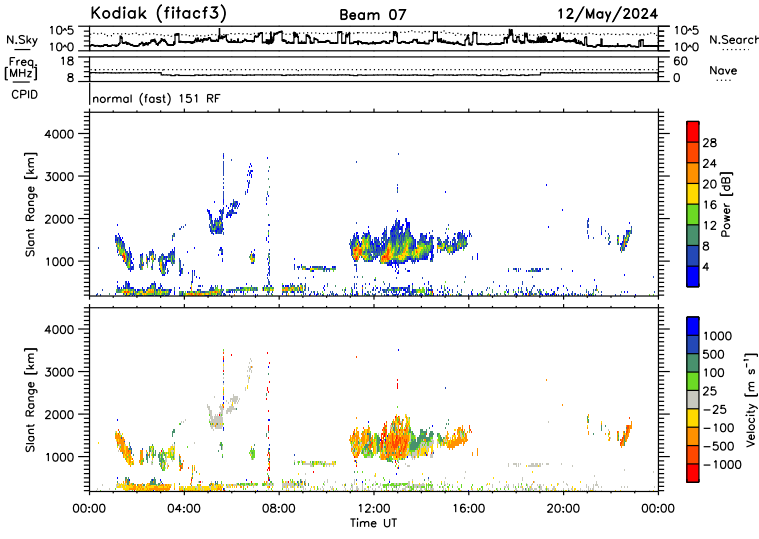 Kodiak (fitacf3) Beam 07 12/May/2024
N.Sky 10^5 10^0 10^5 10^0 N.Search
Freq. [MHz] 18 8 60 0 Nave
CPID normal (fast) 151 RF
Slant Range [km] 4000 3000 2000 1000
Power [dB] 28 24 20 16 12 8 4
Slant Range [km] 4000 3000 2000 1000
Velocity [m s⁻¹] 1000 500 100 25 −25 −100 −500 −1000
00:00 04:00 08:00 12:00 16:00 20:00 00:00
Time UT